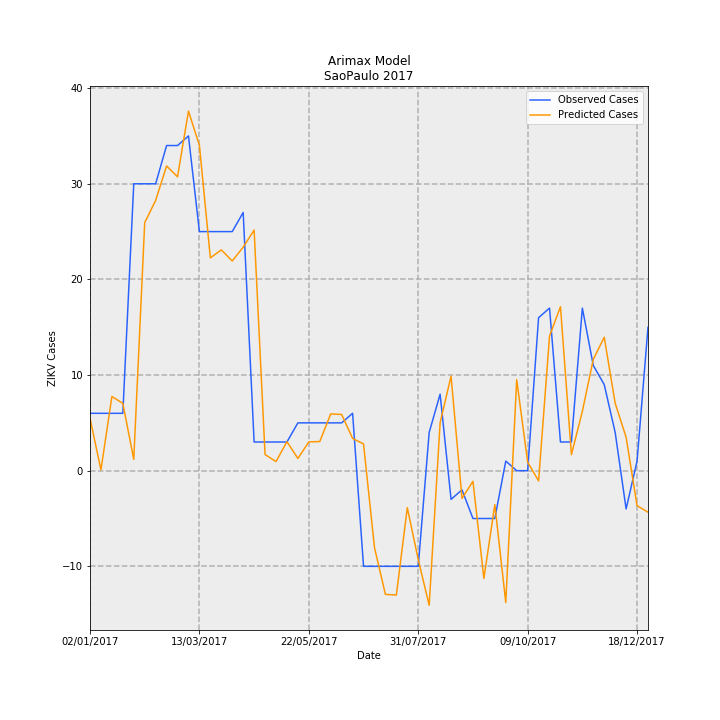 Arimax Model
SaoPaulo 2017
Observed Cases
Predicted Cases
40
30
20
10
0
−10
ZIKV Cases
02/01/2017 13/03/2017 22/05/2017 31/07/2017 09/10/2017 18/12/2017
Date